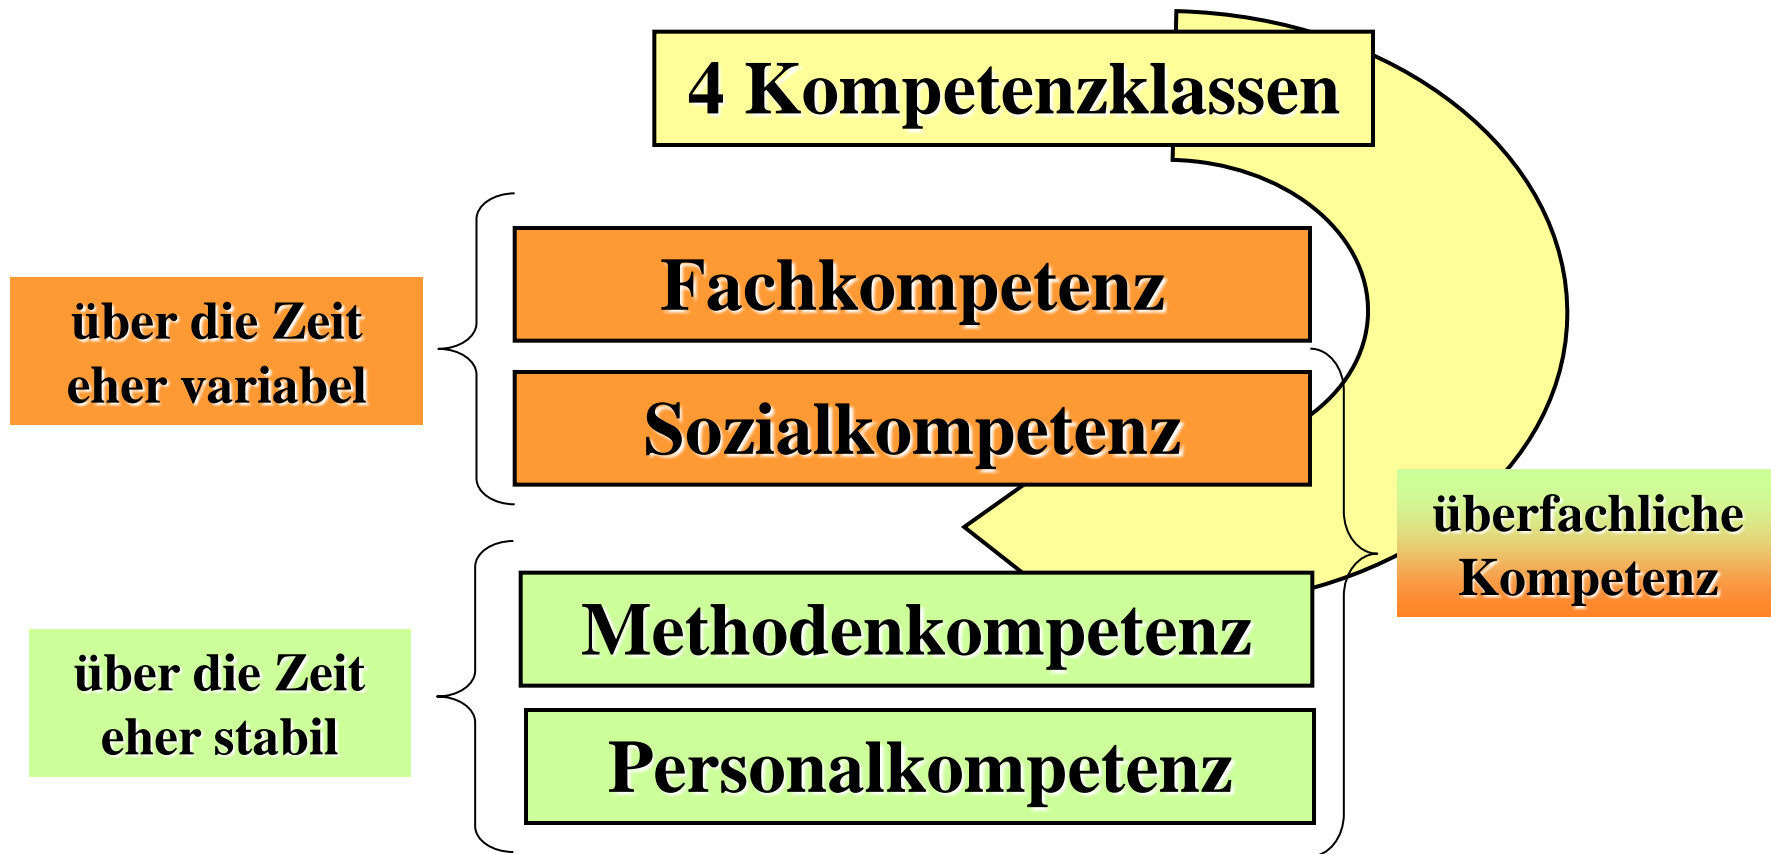 4 Kompetenzklassen
Fachkompetenz
über die Zeit
eher variabel
Sozialkompetenz
überfachliche
Kompetenz
Methodenkompetenz
über die Zeit
eher stabil
Personalkompetenz